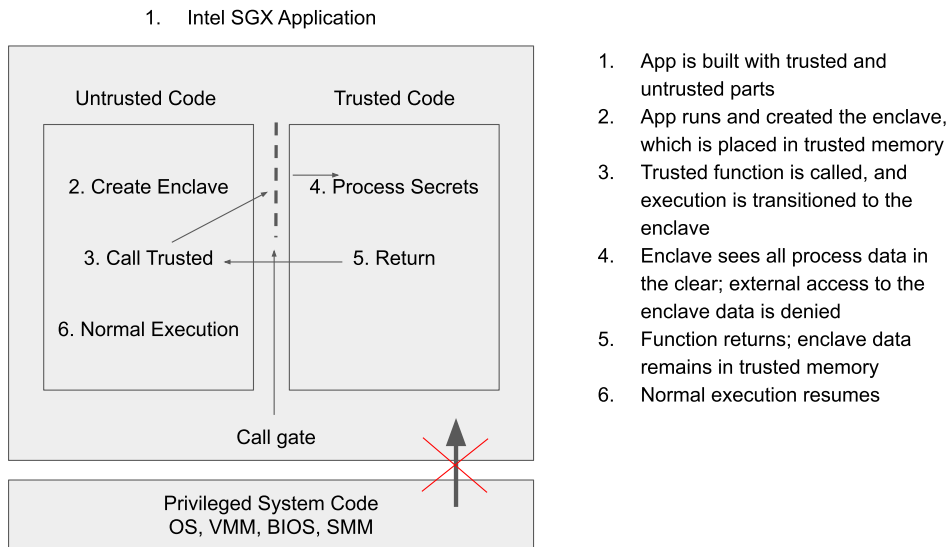 1. Intel SGX Application
Untrusted Code
Trusted Code
2. Create Enclave
4. Process Secrets
3. Call Trusted
5. Return
6. Normal Execution
Call gate
Privileged System Code
OS, VMM, BIOS, SMM
1. App is built with trusted and
untrusted parts
2. App runs and created the enclave,
which is placed in trusted memory
3. Trusted function is called, and
execution is transitioned to the
enclave
4. Enclave sees all process data in
the clear; external access to the
enclave data is denied
5. Function returns; enclave data
remains in trusted memory
6. Normal execution resumes